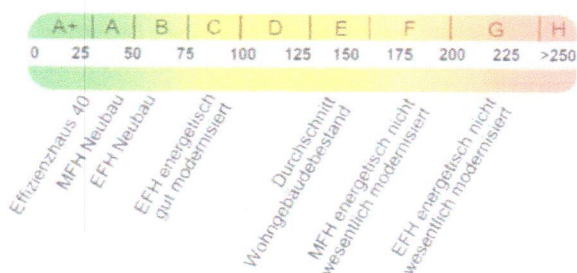 A+ A B C D E F G H
0 25 50 75 100 125 150 175 200 225 >250
Effizienzhaus 40
MFH Neubau
EFH Neubau
EFH energetisch
gut modernisiert
Durchschnitt
Wohngebäudebestand
MFH energetisch nicht
wesentlich modernisiert
EFH energetisch nicht
wesentlich modernisiert